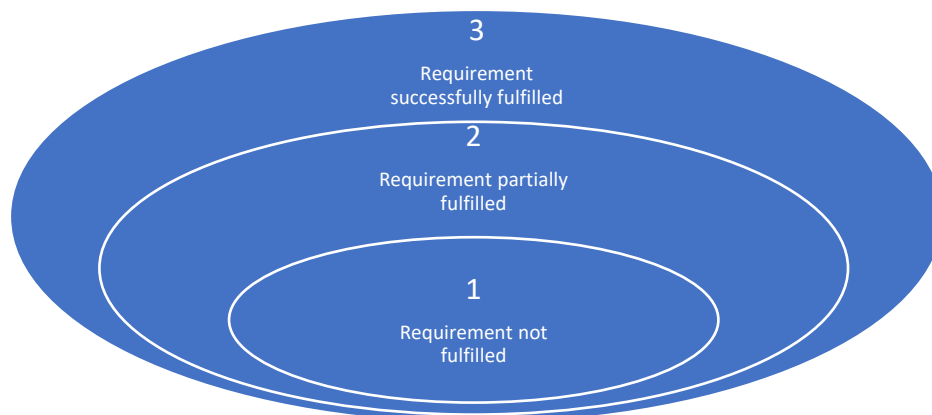 3
Requirement
successfully fulfilled
2
Requirement partially
fulfilled
1
Requirement not
fulfilled